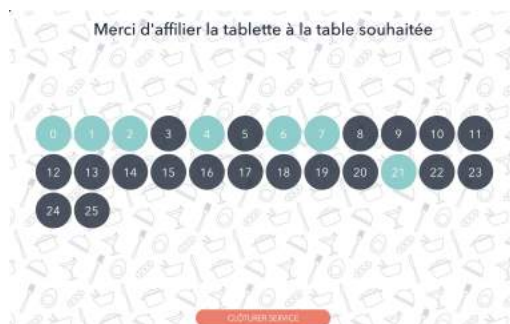 Merci d'affilier la tablette à la table souhaitée
0 1 2 3 4 5 6 7 8 9 10 11
12 13 14 15 16 17 18 19 20 21 22 23
24 25
CLÔTURER SERVICE